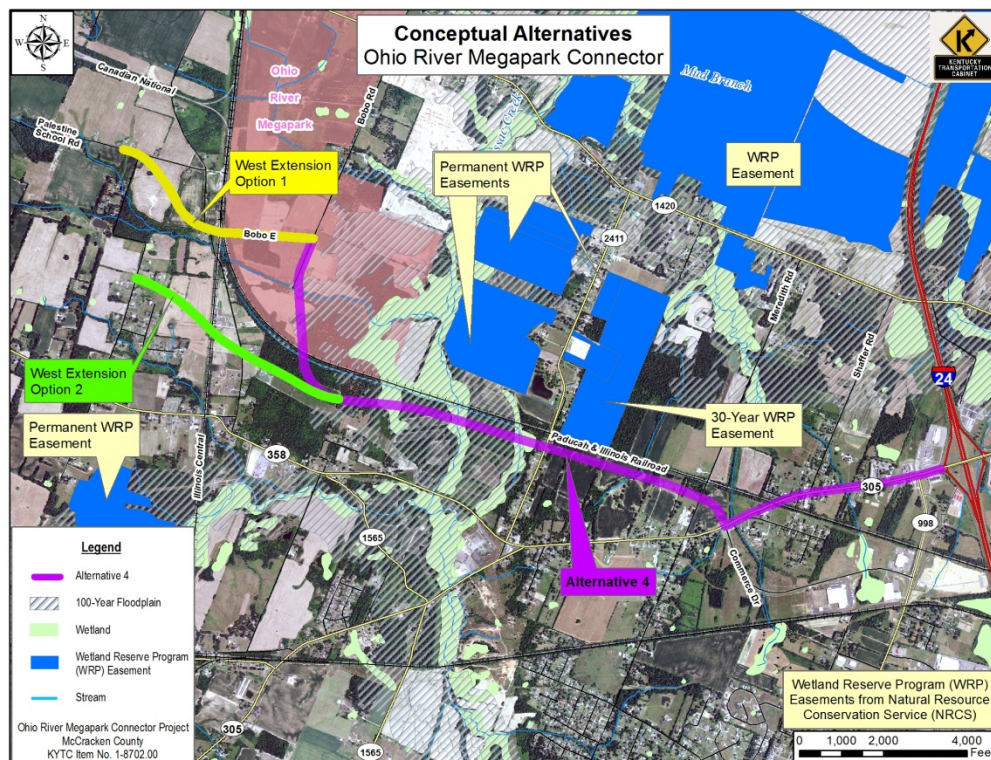 Conceptual Alternatives
Ohio River Megapark Connector
N
W
E
S
KENTUCKY
TRANSPORTATION
CABINET
Canadian National
Ohio
River
Megapark
Bobo Rd
Mud Branch
Palestine
School Rd
West Extension
Option 1
Permanent WRP
Easements
WRP
Easement
1420
2411
Bobo E
Meredith Rd
Shaffer Rd
West Extension
Option 2
24
Permanent WRP
Easement
30-Year WRP
Easement
Illinois Central
358
Paducah & Illinois Railroad
305
998
1565
Alternative 4
Commerce Dr
Legend
Alternative 4
100-Year Floodplain
Wetland
Wetland Reserve Program
(WRP) Easement
Stream
Ohio River Megapark Connector Project
McCracken County
KYTC Item No. 1-8702.00
305
1565
Wetland Reserve Program (WRP)
Easements from Natural Resource
Conservation Service (NRCS)
0 1,000 2,000 4,000
Fee